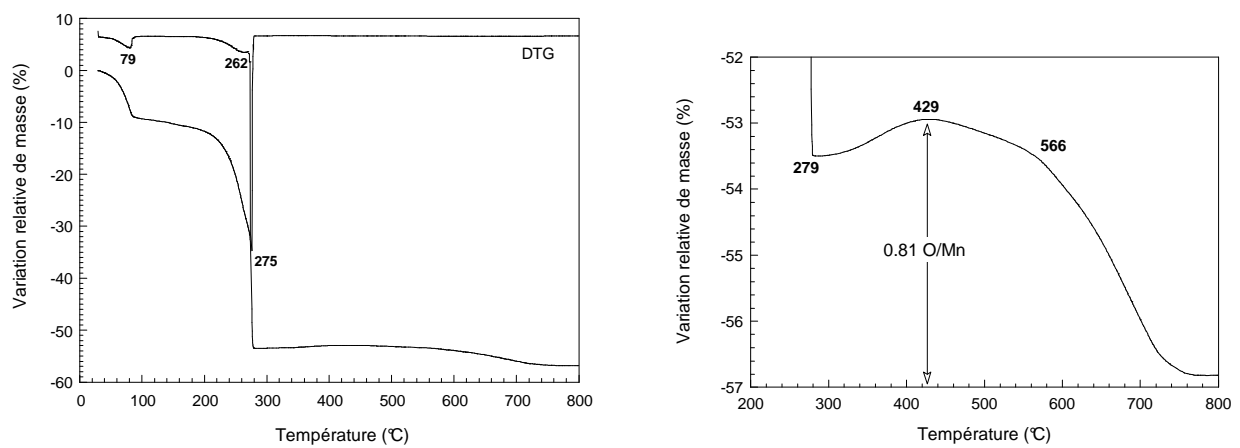 10
0
-10
-20
-30
-40
-50
-60
Variation relative de masse (%)
79
262
275
DTG
0 100 200 300 400 500 600 700 800
Température (°C)
-52
-53
-54
-55
-56
-57
Variation relative de masse (%)
429
279
566
0.81 O/Mn
200 300 400 500 600 700 800
Température (°C)